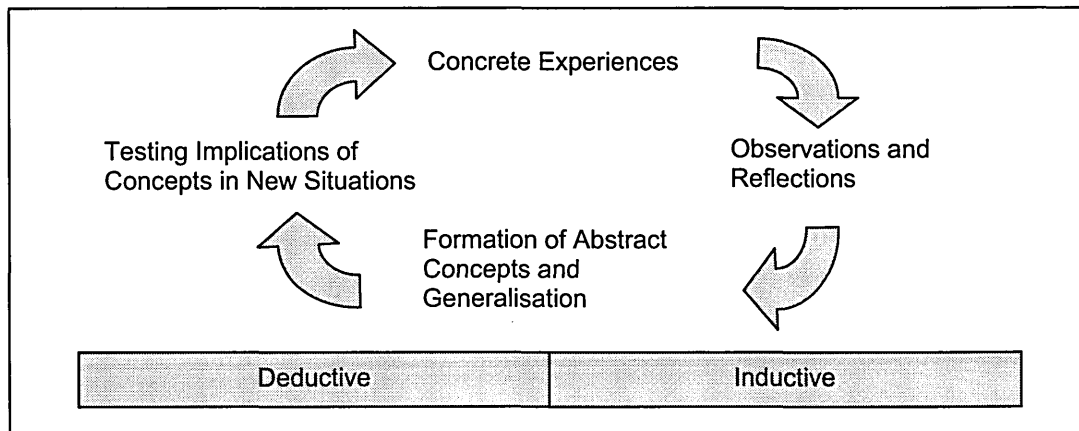 Concrete Experiences
Testing Implications of
Concepts in New Situations
Observations and
Reflections
Formation of Abstract
Concepts and
Generalisation
Deductive
Inductive